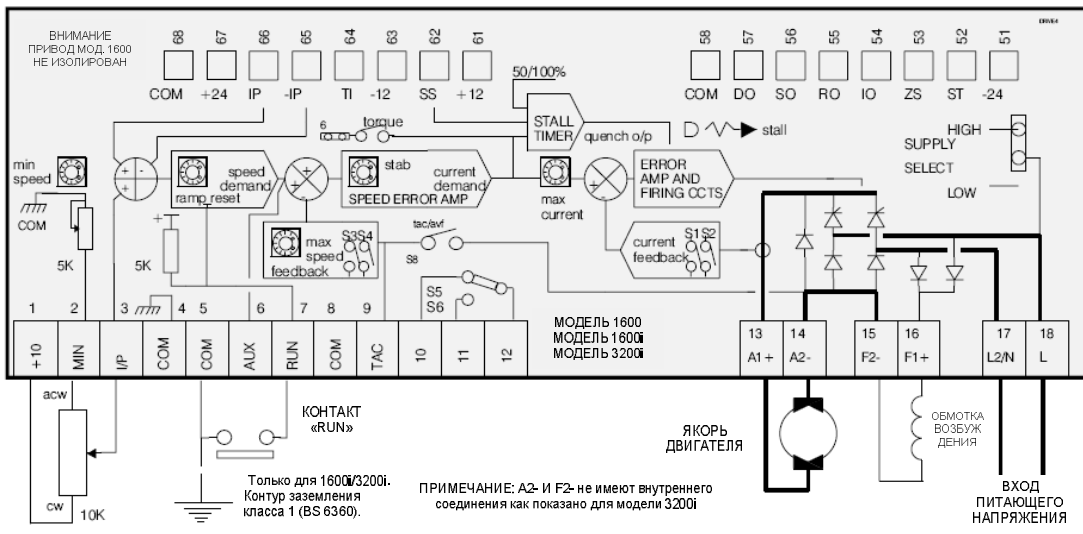 ВНИМАНИЕ
ПРИВОД МОД. 1600
НЕ ИЗОЛИРОВАН
68 67 66 65 64 63 62 61
COM +24 IP -IP TI -12 SS +12
58 57 56 55 54 53 52 51
COM DO SO RO IO ZS ST -24
50/100%
STALL
TIMER
quench o/p
stall
6
torque
HIGH
SUPPLY
SELECT
LOW
min
speed
COM
5K
+ -
+ +
speed
demand
ramp reset
stab
current
demand
SPEED ERROR AMP
max
current
ERROR
AMP AND
FIRING CCTS
+
5K
max
speed
feedback
S3S4
tac/avf
S8
current
feedback
S1S2
S5
S6
1 2 3 4 5 6 7 8 9
+10 MIN I/P COM COM AUX RUN COM TAC 10 11 12
МОДЕЛЬ 1600
МОДЕЛЬ 1600i
МОДЕЛЬ 3200i
13 14 15 16 17 18
A1+ A2- F2- F1+ L2/N L
acw
cw
10K
КОНТАКТ
«RUN»
Только для 1600i/3200i.
Контур заземления
класса 1 (BS 6360).
ПРИМЕЧАНИЕ: A2- И F2- не имеют внутреннего
соединения как показано для модели 3200i
ЯКОРЬ
ДВИГАТЕЛЯ
ОБМОТКА
ВОЗБУЖ
ДЕНИЯ
ВХОД
ПИТАЮЩЕГО
НАПРЯЖЕНИЯ